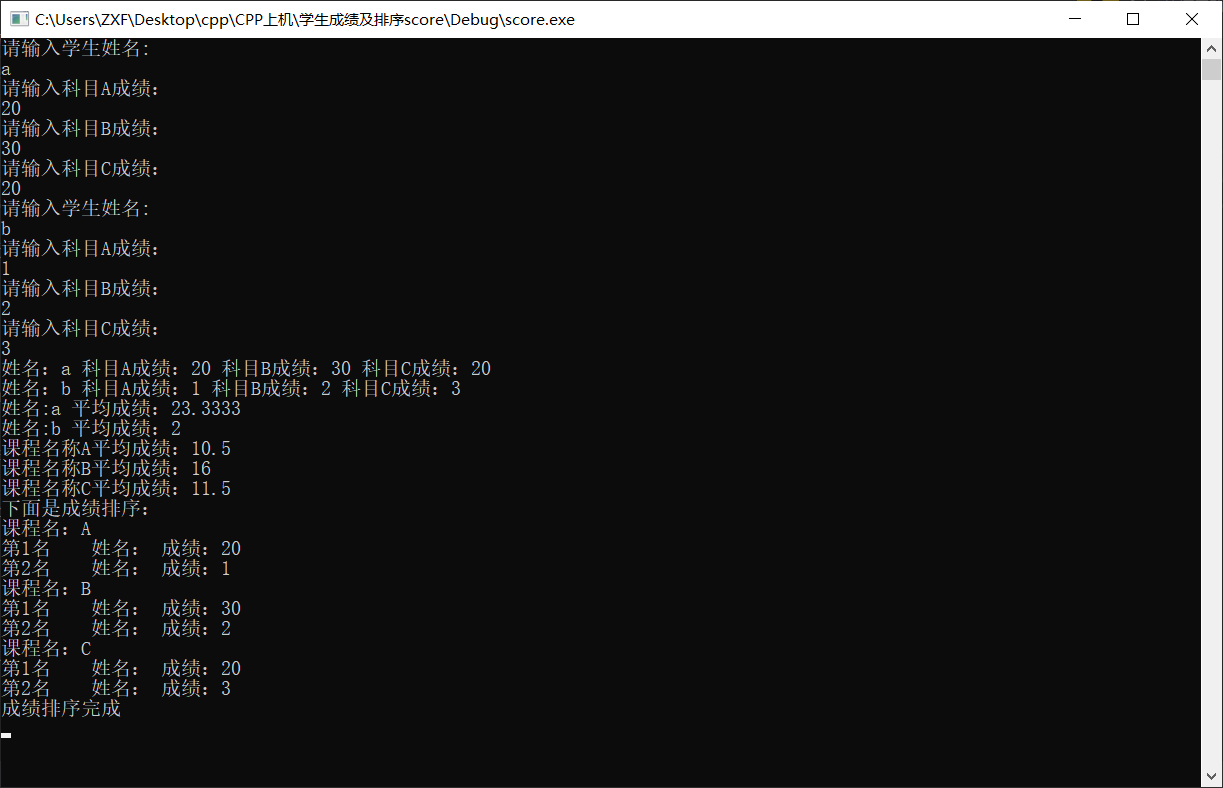 C:\Users\ZXF\Desktop\cpp\CPP上机\学生成绩及排序score\Debug\score.exe
请输入学生姓名:
a
请输入科目A成绩：
20
请输入科目B成绩：
30
请输入科目C成绩：
20
请输入学生姓名:
b
请输入科目A成绩：
1
请输入科目B成绩：
2
请输入科目C成绩：
3
姓名：a 科目A成绩：20 科目B成绩：30 科目C成绩：20
姓名：b 科目A成绩：1 科目B成绩：2 科目C成绩：3
姓名:a 平均成绩：23.3333
姓名:b 平均成绩：2
课程名称A平均成绩：10.5
课程名称B平均成绩：16
课程名称C平均成绩：11.5
下面是成绩排序：
课程名：A
第1名    姓名： 成绩：20
第2名    姓名： 成绩：1
课程名：B
第1名    姓名： 成绩：30
第2名    姓名： 成绩：2
课程名：C
第1名    姓名： 成绩：20
第2名    姓名： 成绩：3
成绩排序完成